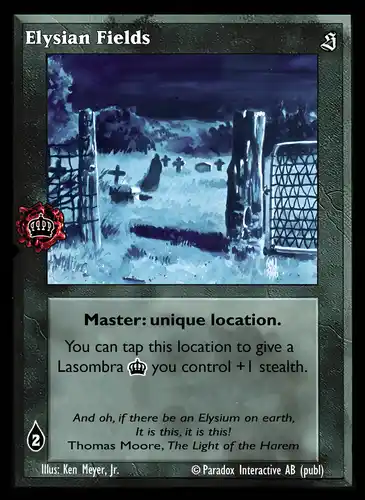 Elysian Fields
Master: unique location.
You can tap this location to give a
Lasombra you control +1 stealth.
And oh, if there be an Elysium on earth,
It is this, it is this!
Thomas Moore, The Light of the Harem
2
Illus: Ken Meyer, Jr.
© Paradox Interactive AB (publ)